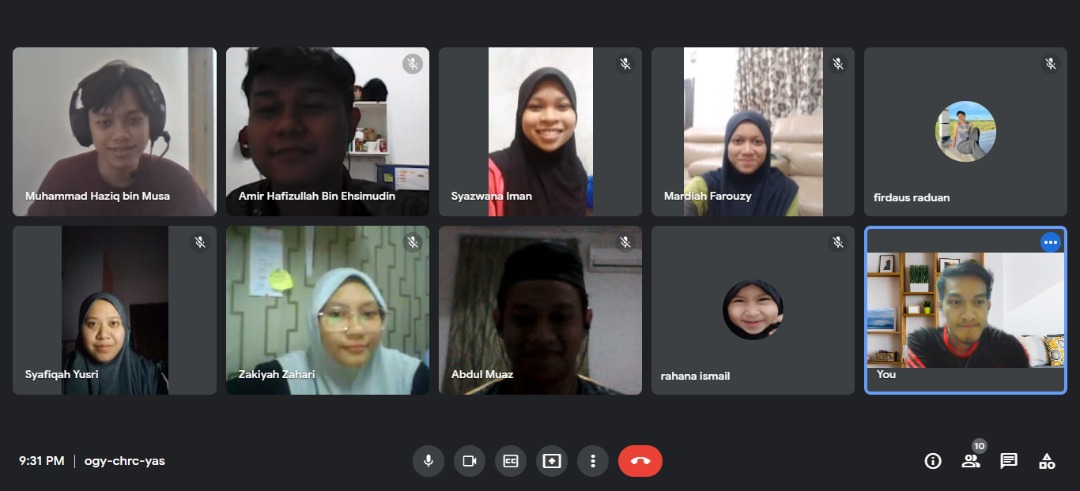 Muhammad Haziq bin Musa
Amir Hafizullah Bin Ehsimudin
Syazwana Iman
Mardiah Farouzy
firdaus raduan
Syafiqah Yusri
Zakiyah Zahari
Abdul Muaz
rahana ismail
You
9:31 PM | ogy-chrc-yas
CC
10